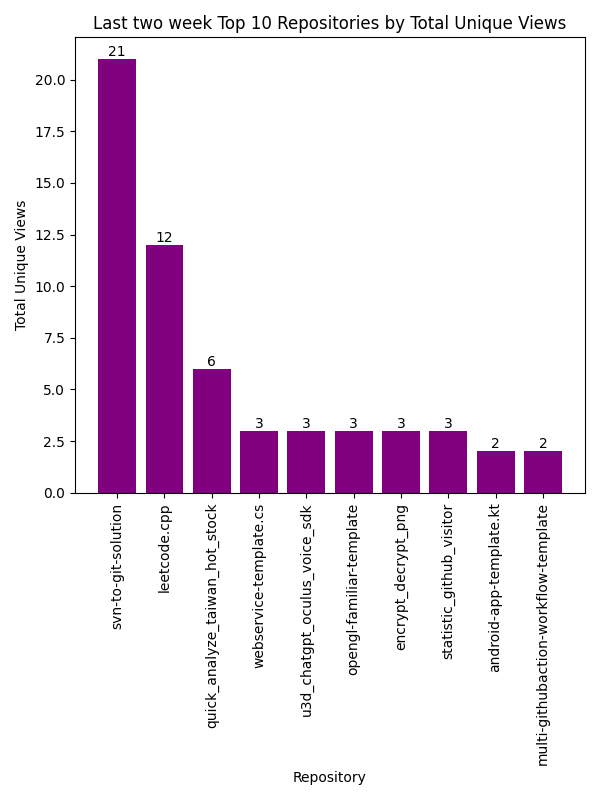 Last two week Top 10 Repositories by Total Unique Views
21
12
6
3
3
3
3
3
2
2
20.0
17.5
15.0
12.5
10.0
7.5
5.0
2.5
0.0
Total Unique Views
svn-to-git-solution
leetcode.cpp
quick_analyze_taiwan_hot_stock
webservice-template.cs
u3d_chatgpt_oculus_voice_sdk
opengl-familiar-template
encrypt_decrypt_png
statistic_github_visitor
android-app-template.kt
multi-githubaction-workflow-template
Repository